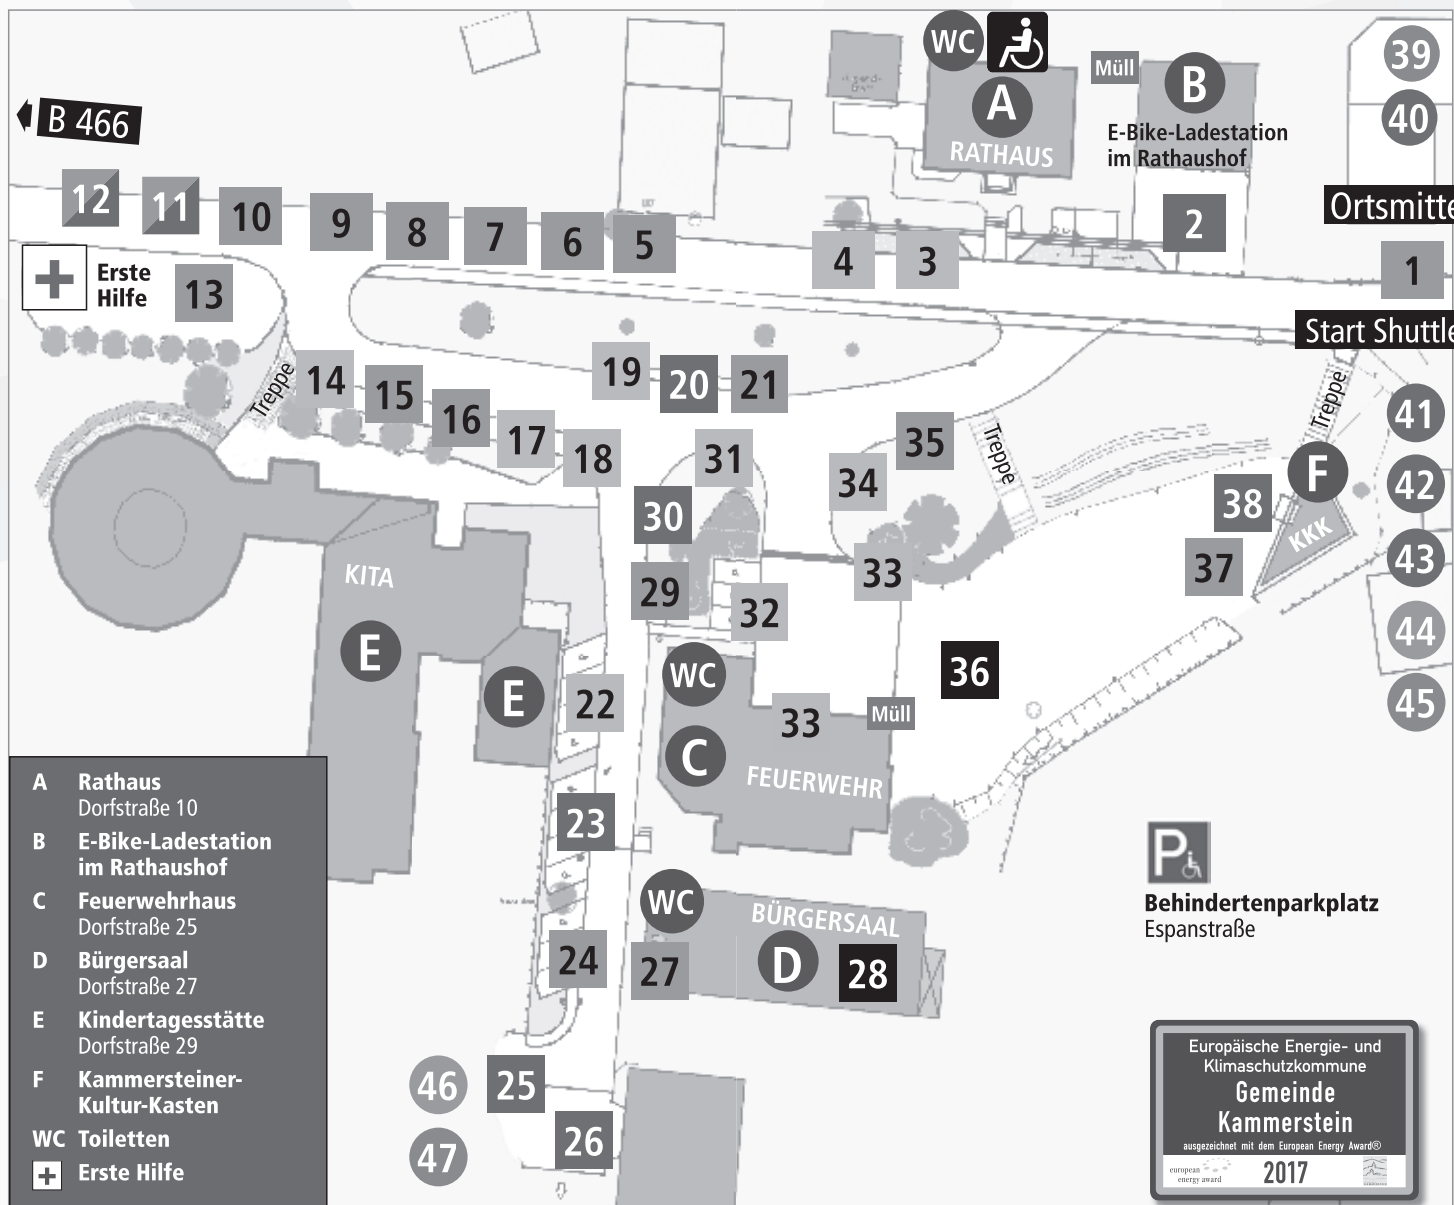 WC
Müll
A
B
39
B 466
RATHAUS
E-Bike-Ladestation
im Rathaushof
40
12
11
10
9
8
7
6
5
4
3
2
Ortsmitte
1
Erste
Hilfe
13
Start Shuttle
Treppe
14
15
16
17
18
19
20
21
31
34
35
Treppe
Treppe
41
F
42
38
KKK
37
43
44
45
30
29
32
33
KITA
E
E
22
WC
C
33
Müll
FEUERWEHR
36
23
24
WC
BÜRGERSAAL
27
D
28
P
Behindertenparkplatz
Espanstraße
46
25
47
26
A Rathaus
Dorfstraße 10
B E-Bike-Ladestation
im Rathaushof
C Feuerwehrhaus
Dorfstraße 25
D Bürgersaal
Dorfstraße 27
E Kindertagesstätte
Dorfstraße 29
F Kammersteiner-
Kultur-Kasten
WC Toiletten
Erste Hilfe
Europäische Energie- und
Klimaschutzkommune
Gemeinde
Kammerstein
ausgezeichnet mit dem European Energy Award®
european
energy award
2017